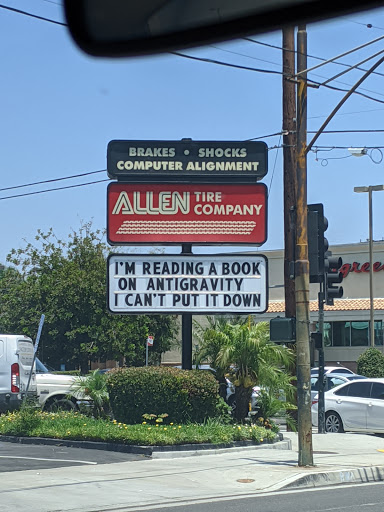 BRAKES • SHOCKS
COMPUTER ALIGNMENT
ALLEN TIRE COMPANY
I'M READING A BOOK
ON ANTIGRAVITY
I CAN'T PUT IT DOWN